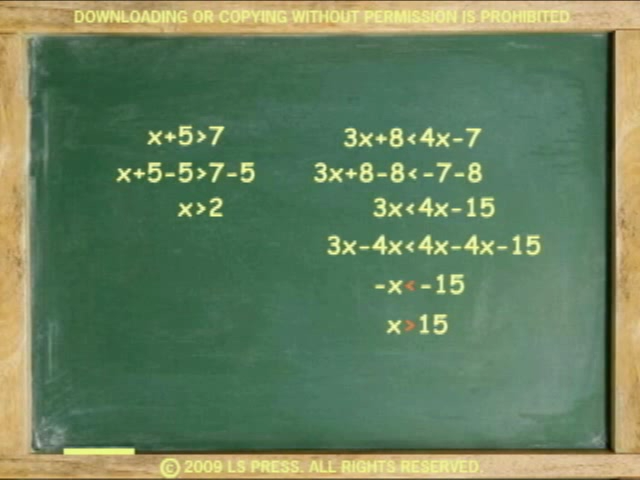 DOWNLOADING OR COPYING WITHOUT PERMISSION IS PROHIBITED
x+5>7
x+5-5>7-5
x>2
3x+8<4x-7
3x+8-8<-7-8
3x<4x-15
3x-4x<4x-4x-15
-x<-15
x>15
© 2009 LS PRESS. ALL RIGHTS RESERVED.